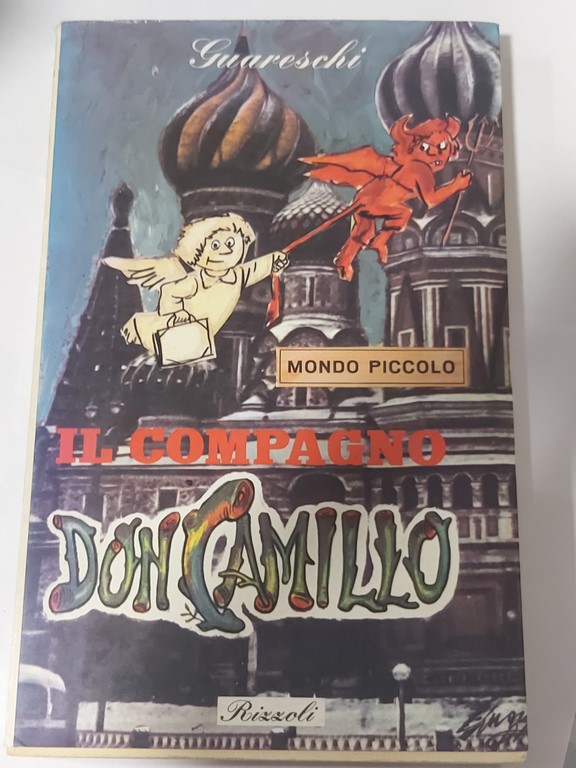 Guareschi
MONDO PICCOLO
IL COMPAGNO
DON CAMILLO
Rizzoli